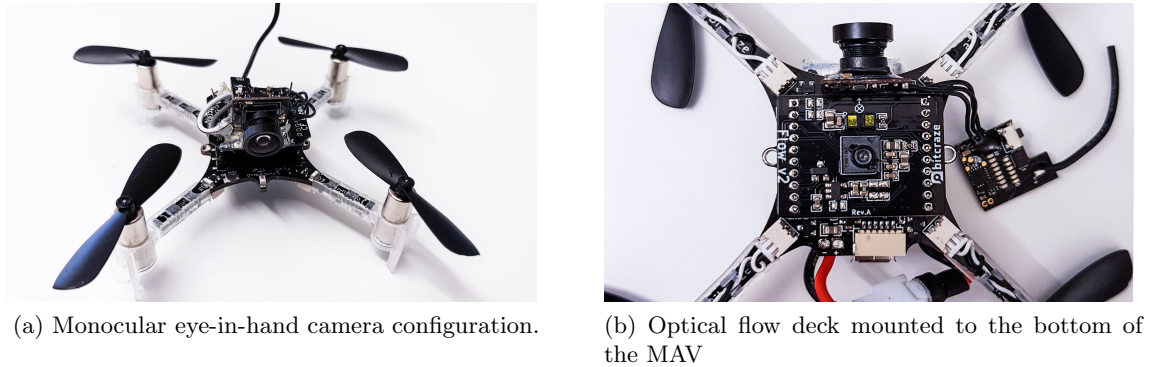 Flow V2
bitcraze
Rev.A
(a) Monocular eye-in-hand camera configuration.
(b) Optical flow deck mounted to the bottom of
the MAV